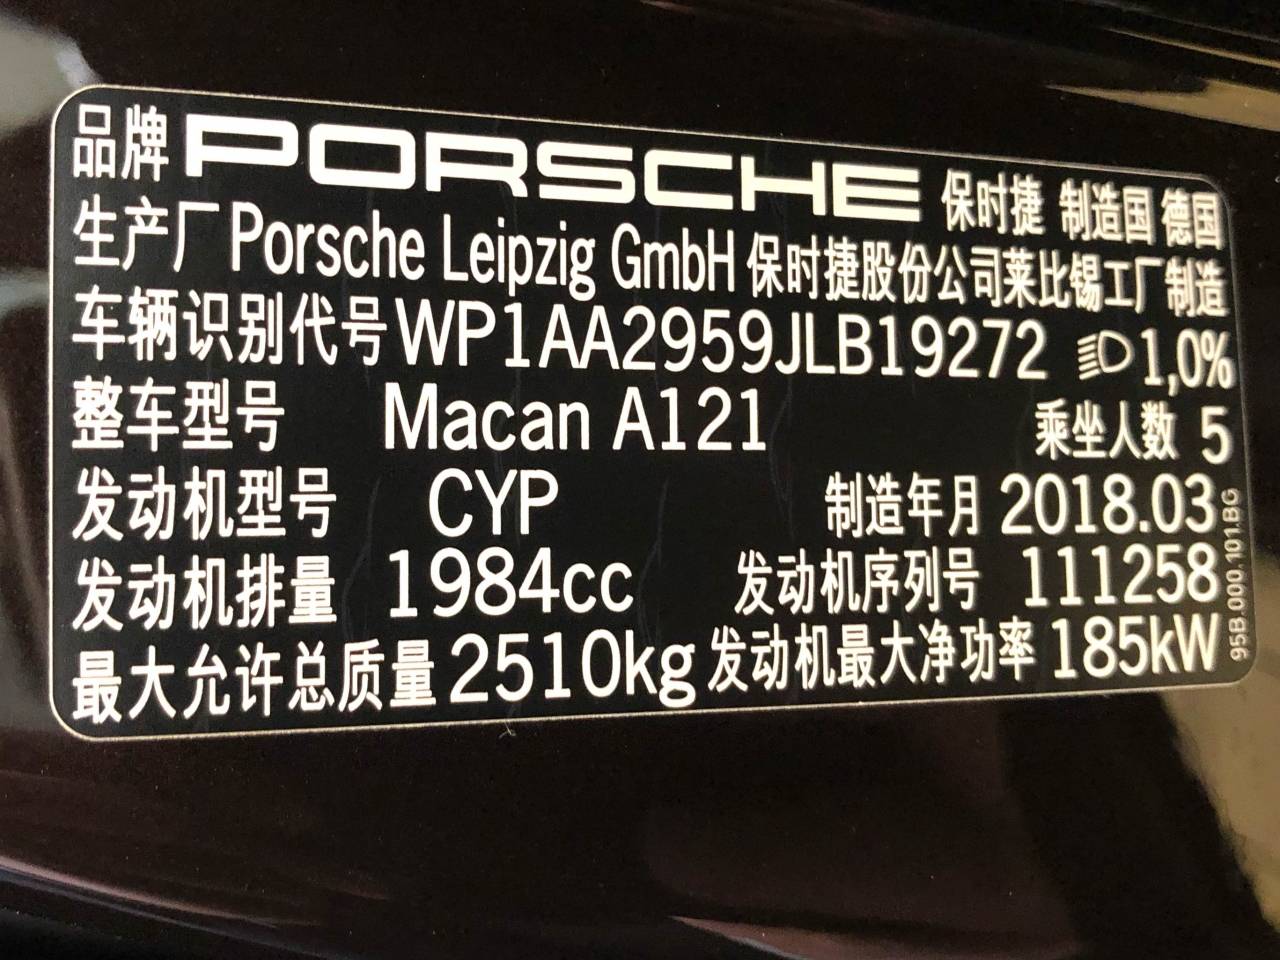 品牌 PORSCHE 保时捷 制造国 德国
生产厂 Porsche Leipzig GmbH 保时捷股份公司莱比锡工厂制造
车辆识别代号 WP1AA2959JLB19272 1,0%
整车型号 Macan A121 乘坐人数 5
发动机型号 CYP 制造年月 2018.03
发动机排量 1984cc 发动机序列号 111258
最大允许总质量 2510kg 发动机最大净功率 185kW
95B.000.101.BG